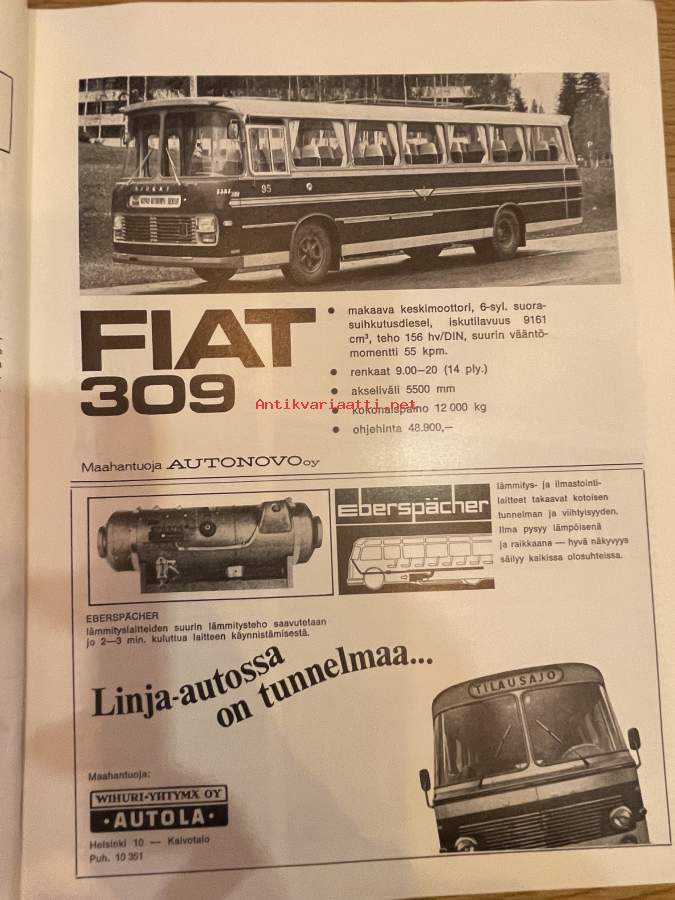 95
FIAT
309
• makaava keskimoottori, 6-syl. suora-
suihkutusdiesel, iskutilavuus 9161
cm³, teho 156 hv/DIN, suurin vääntö-
momentti 55 kpm.
• renkaat 9.00—20 (14 ply.)
• akseliväli 5500 mm
• kokonaispaino 12 000 kg
• ohjehinta 48.900,—
Antikvariaatti.net
Maahantuoja AUTONOVO OY
Eberspächer
lämmitys- ja ilmastointi-
laitteet takaavat kotoisen
tunnelman ja viihtyisyyden.
Ilma pysyy lämpöisenä
ja raikkaana — hyvä näkyvyys
säilyy kaikissa olosuhteissa.
EBERSPÄCHER
lämmityslaitteiden suurin lämmitysteho saavutetaan
jo 2—3 min. kuluttua laitteen käynnistämisestä.
Linja-autossa
on tunnelmaa...
TILAUSAJO
Maahantuoja:
WIHURI-YHTYMÄ OY
• AUTOLA •
Helsinki 10 — Kaivotalo
Puh. 10 351